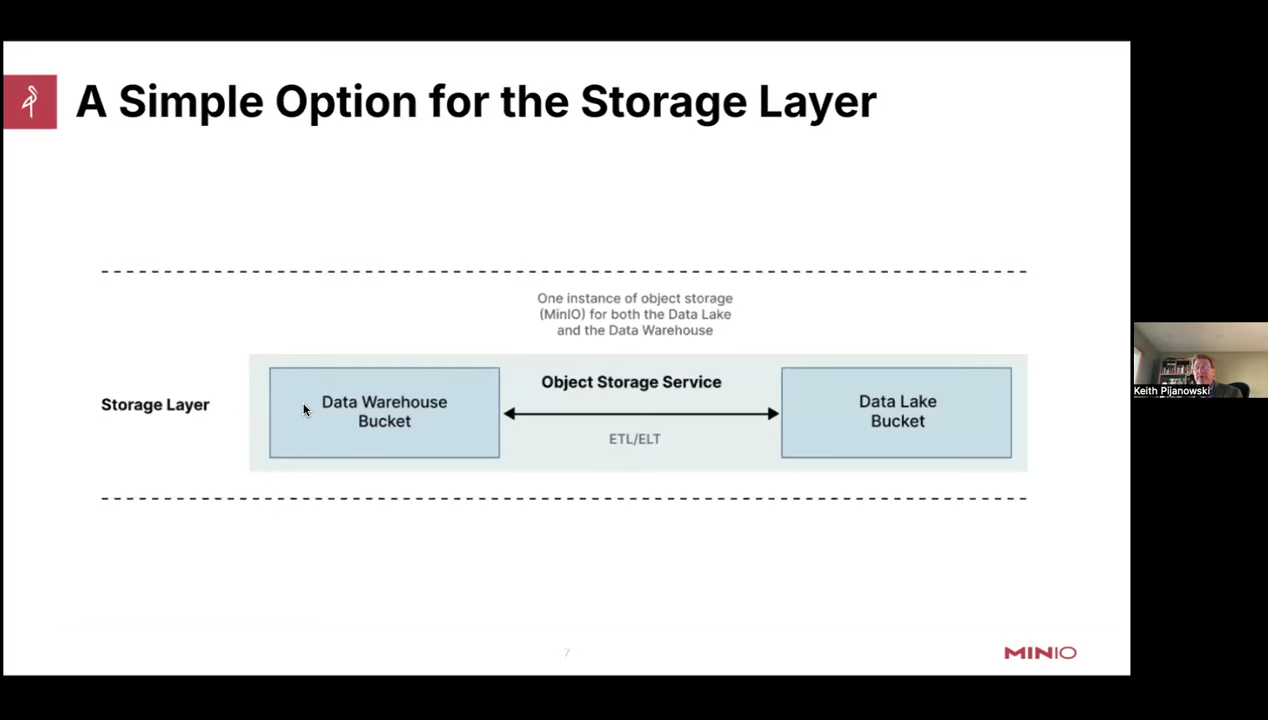 A Simple Option for the Storage Layer
One instance of object storage
(MinIO) for both the Data Lake
and the Data Warehouse
Storage Layer
Data Warehouse
Bucket
Object Storage Service
ETL/ELT
Data Lake
Bucket
Keith Pijanowski
7
MINIO